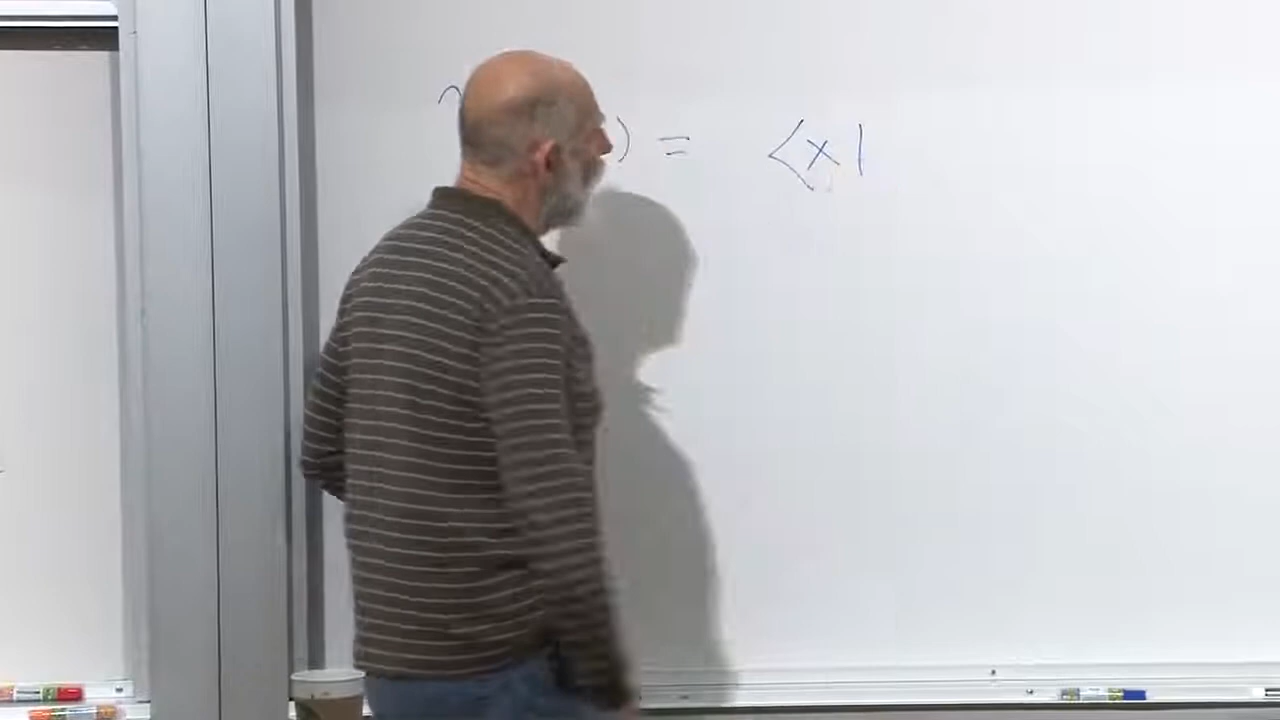 ) = ⟨x|